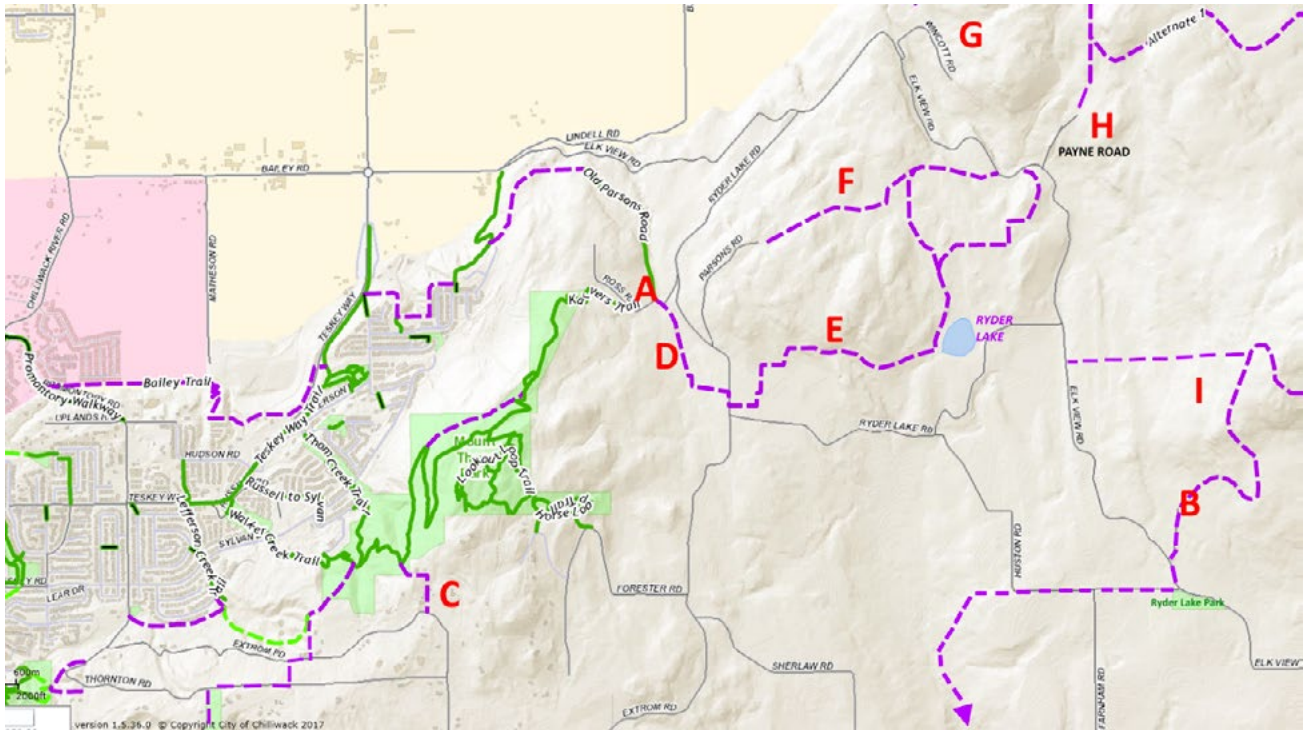 G
WINCOTT RD
Alternate 1
ELK VIEW RD
H
PAYNE ROAD
LINDELL RD
ELK VIEW RD
BAILEY RD
Old Parsons Road
RYDER LAKE RD
F
CHILLIWACK RIVER RD
MATHESON RD
TESKEY WAY
PARSONS RD
ROSS RD
A
D
E
RYDER
LAKE
Promontory Walkway
Bailey Trail
UPLANDS RD
Teskey Way Trail
Thom Creek Trail
Lookout
Loop Trail
RYDER LAKE RD
ELK VIEW RD
I
HUDSON RD
Russell to Sylvan
TESKEY WAY
Jefferson Creek Trl
Walker Creek Trail
SYLVAN
Horse Loop Trail
B
HUSTON RD
C
FORESTER RD
LEAR DR
Ryder Lake Park
EXTROM RD
THORNTON RD
SHERLAW RD
ELK VIEW
FARNHAM RD
600m
2000ft
EXTROM RD
version 1.5.36.0 © Copyright City of Chilliwack 2017